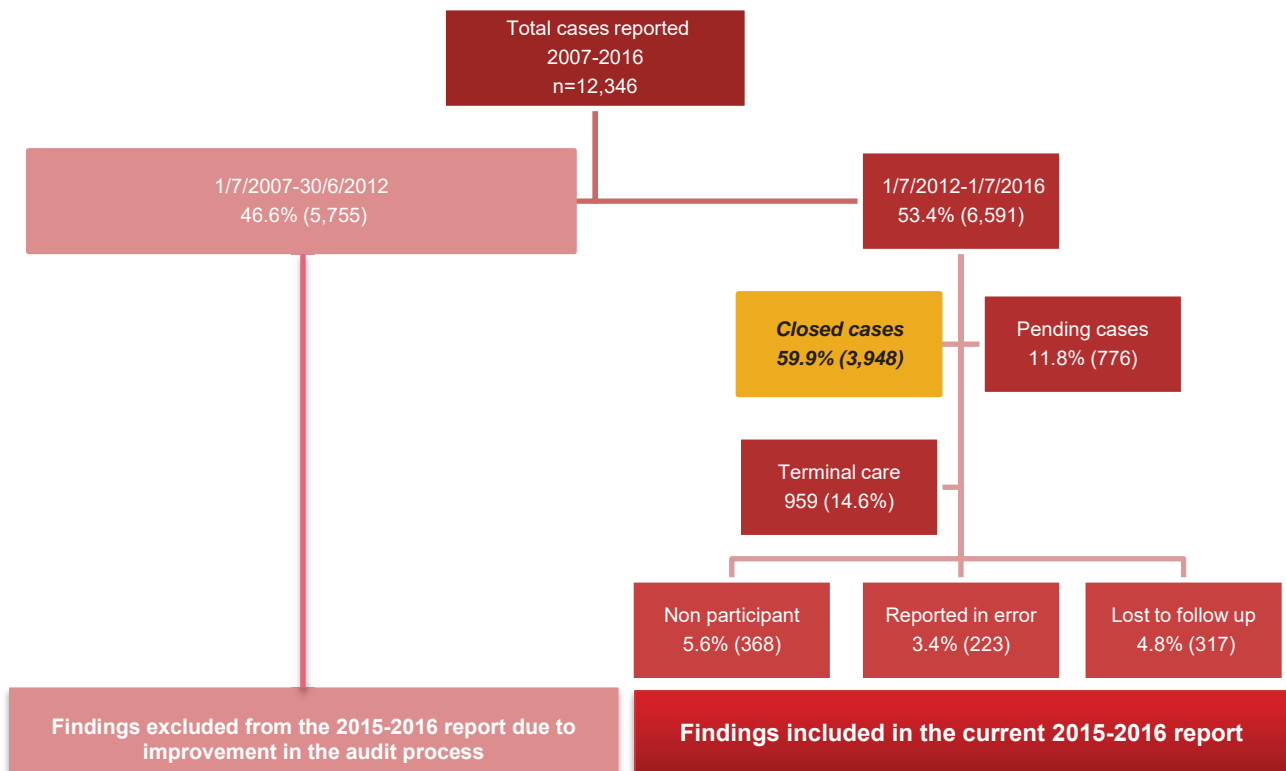 Total cases reported
2007-2016
n=12,346
1/7/2007-30/6/2012
46.6% (5,755)
1/7/2012-1/7/2016
53.4% (6,591)
Closed cases
59.9% (3,948)
Pending cases
11.8% (776)
Terminal care
959 (14.6%)
Non participant
5.6% (368)
Reported in error
3.4% (223)
Lost to follow up
4.8% (317)
Findings excluded from the 2015-2016 report due to
improvement in the audit process
Findings included in the current 2015-2016 report